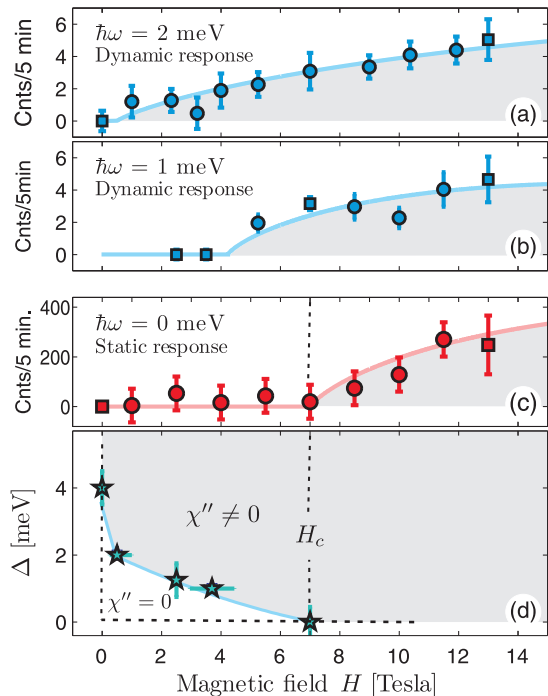 ħω = 2 meV
Dynamic response
Cnts/5 min
6
4
2
0
(a)
ħω = 1 meV
Dynamic response
Cnts/5min
6
4
2
0
(b)
ħω = 0 meV
Static response
Cnts/5 min.
400
200
0
(c)
Δ [meV]
4
2
0
χ″ ≠ 0
H_c
χ″ = 0
(d)
0 2 4 6 8 10 12 14
Magnetic field H [Tesla]